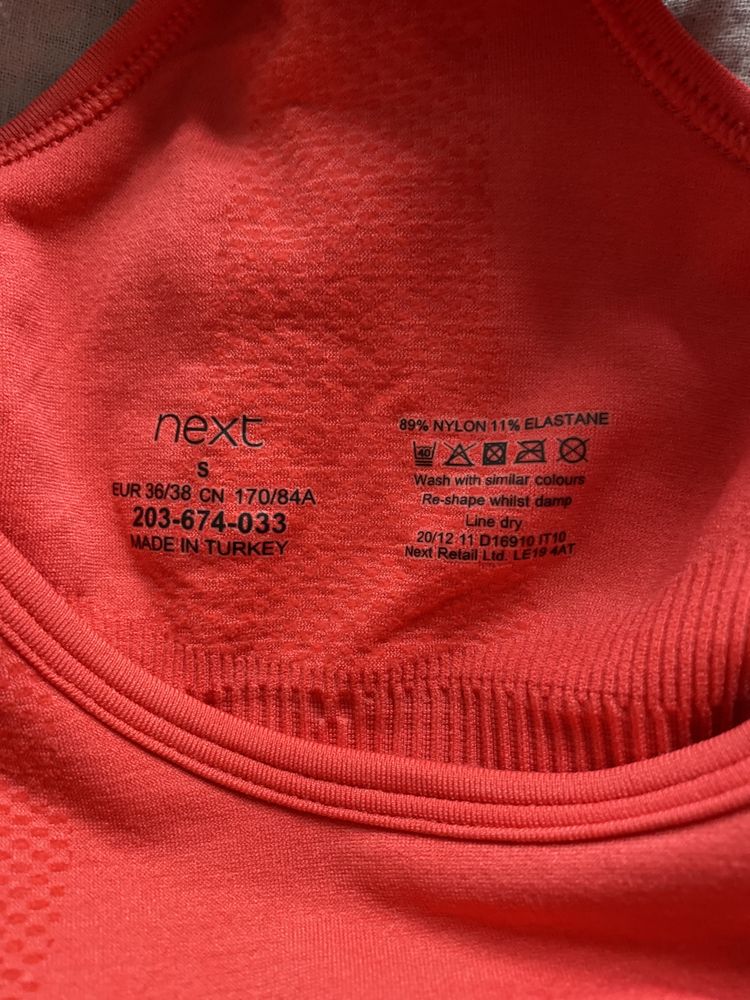 next
S
EUR 36/38 CN 170/84A
203-674-033
MADE IN TURKEY
89% NYLON 11% ELASTANE
40
Wash with similar colours
Re-shape whilst damp
Line dry
20/12 11 D16910 IT10
Next Retail Ltd. LE19 4AT